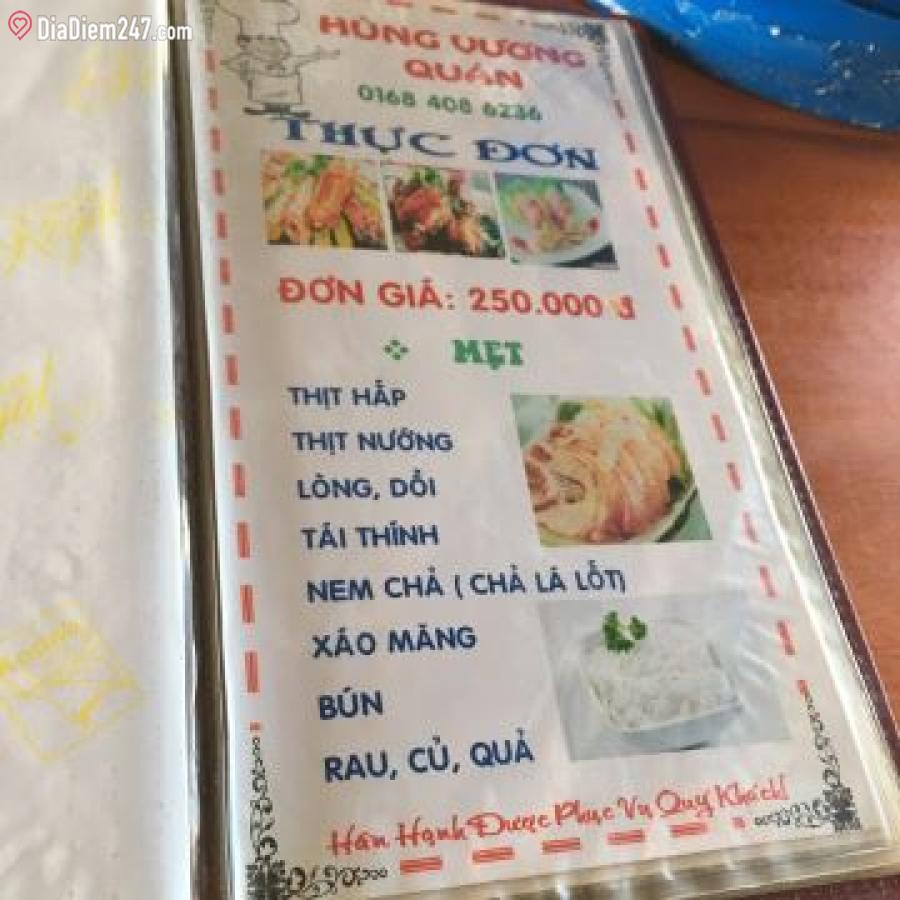 DiaDiem247.com
HÙNG VƯƠNG
QUÁN
0168 408 6236
THỰC ĐƠN
ĐƠN GIÁ: 250.000 đ
MẸT
THỊT HẤP
THỊT NƯỚNG
LÒNG, DỒI
TÁI THÍNH
NEM CHẢ ( CHẢ LÁ LỐT)
XÁO MĂNG
BÚN
RAU, CỦ, QUẢ
Hân Hạnh Được Phục Vụ Quý Khách!